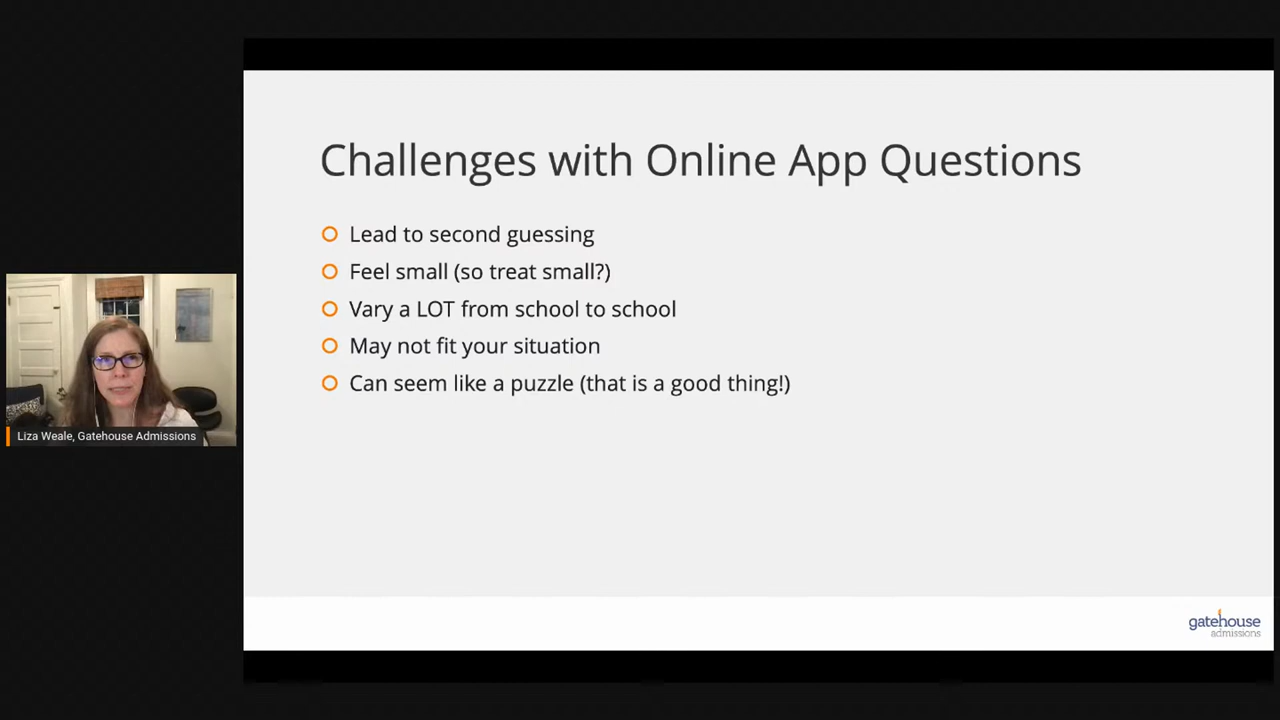 Challenges with Online App Questions
Lead to second guessing
Feel small (so treat small?)
Vary a LOT from school to school
May not fit your situation
Can seem like a puzzle (that is a good thing!)
Liza Weale, Gatehouse Admissions
gatehouse
admissions